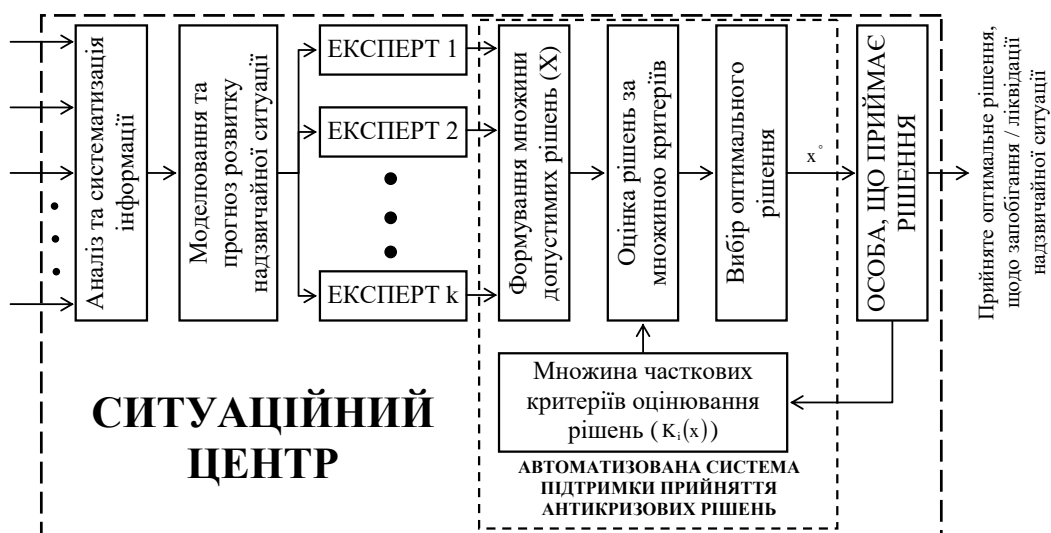 Аналіз та систематизація
інформації
Моделювання та
прогноз розвитку
надзвичайної ситуації
ЕКСПЕРТ 1
ЕКСПЕРТ 2
ЕКСПЕРТ k
Формування множини
допустимих рішень (X)
Оцінка рішень за
множиною критеріїв
Вибір оптимального
рішення
x°
ОСОБА, ЩО ПРИЙМАЄ
РІШЕННЯ
Прийняте оптимальне рішення,
щодо запобігання / ліквідації
надзвичайної ситуації
Множина часткових
критеріїв оцінювання
рішень (K_i(x))
СИТУАЦІЙНИЙ
ЦЕНТР
АВТОМАТИЗОВАНА СИСТЕМА
ПІДТРИМКИ ПРИЙНЯТТЯ
АНТИКРИЗОВИХ РІШЕНЬ